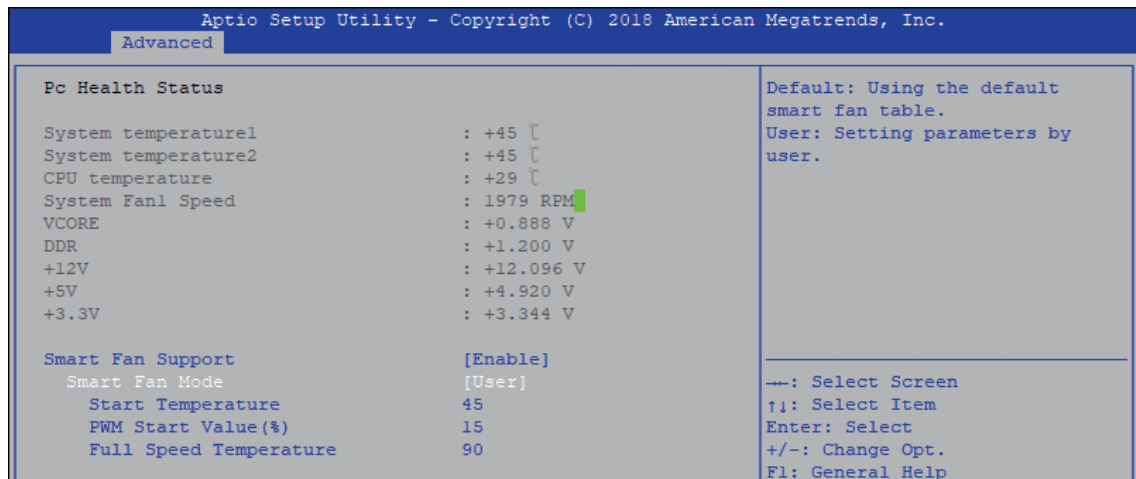 Aptio Setup Utility - Copyright (C) 2018 American Megatrends, Inc.
Advanced
Pc Health Status
System temperature1 : +45 ℃
System temperature2 : +45 ℃
CPU temperature : +29 ℃
System Fan1 Speed : 1979 RPM
VCORE : +0.888 V
DDR : +1.200 V
+12V : +12.096 V
+5V : +4.920 V
+3.3V : +3.344 V
Smart Fan Support [Enable]
Smart Fan Mode [User]
Start Temperature 45
PWM Start Value(%) 15
Full Speed Temperature 90
Default: Using the default
smart fan table.
User: Setting parameters by
user.
→←: Select Screen
↑↓: Select Item
Enter: Select
+/-: Change Opt.
F1: General Help